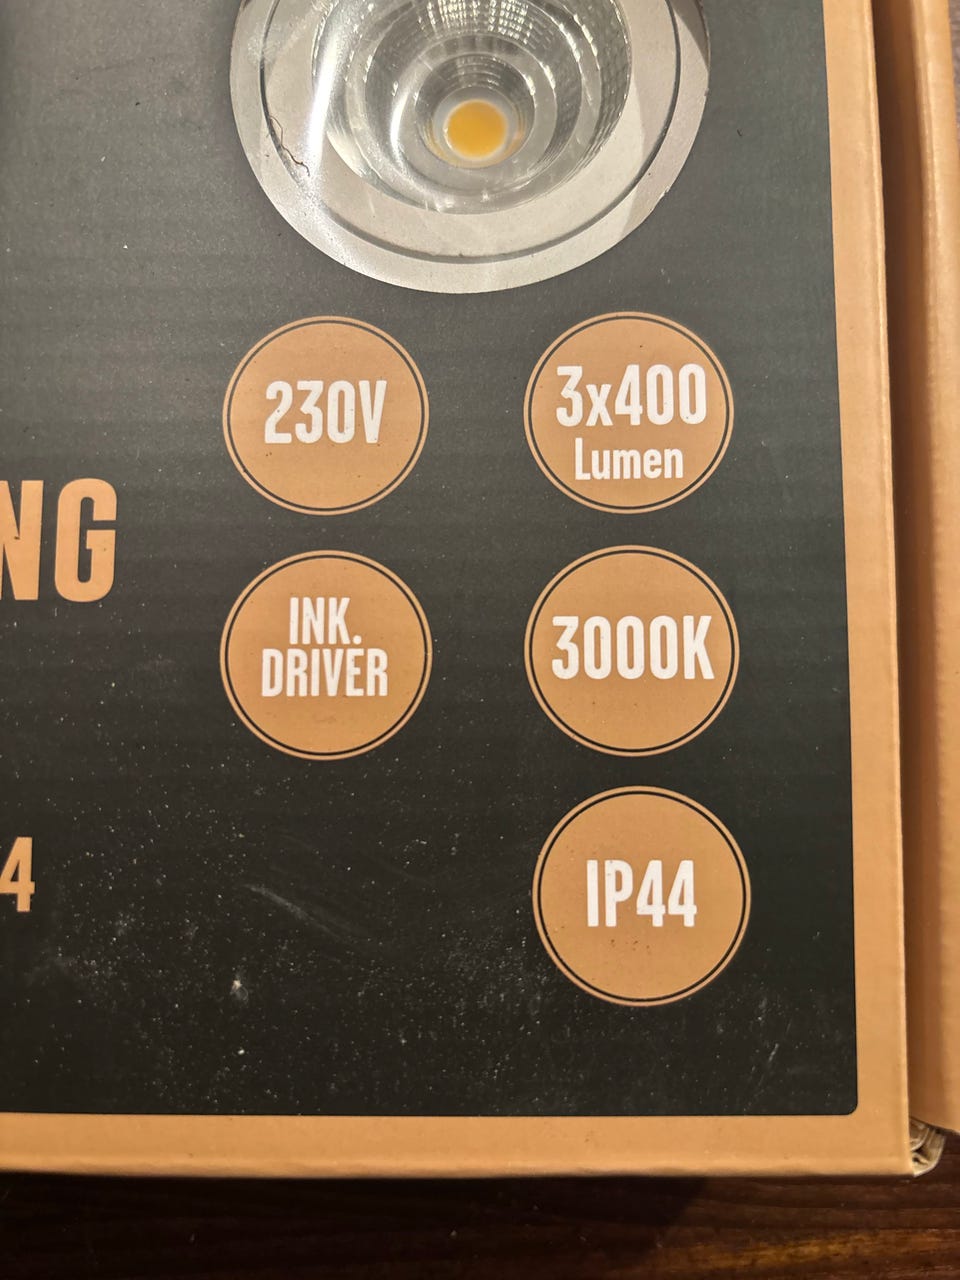 230V
3x400
Lumen
NG
INK.
DRIVER
3000K
4
IP44